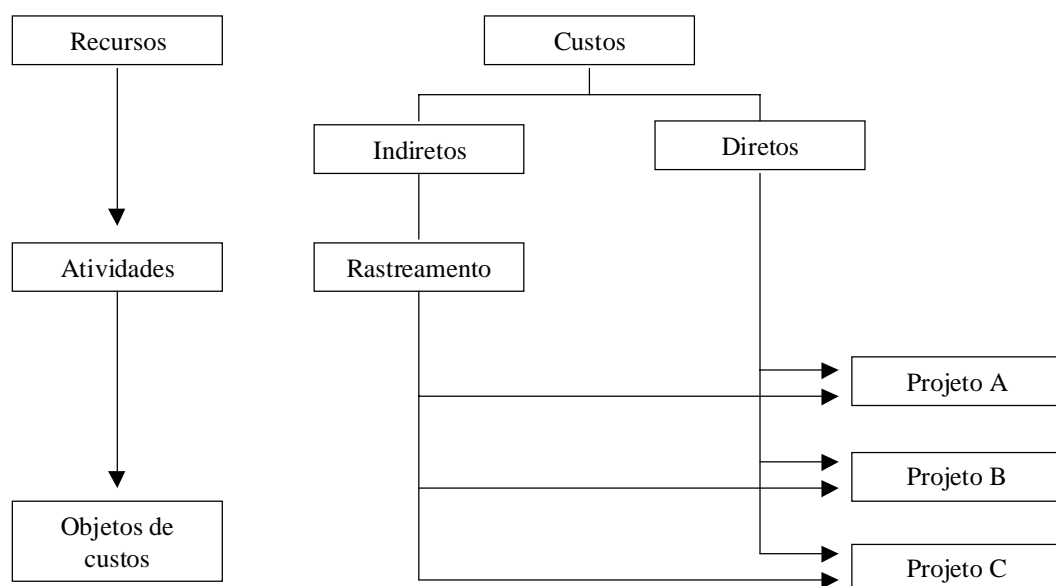 Recursos
Custos
Indiretos
Diretos
Atividades
Rastreamento
Projeto A
Projeto B
Objetos de
custos
Projeto C